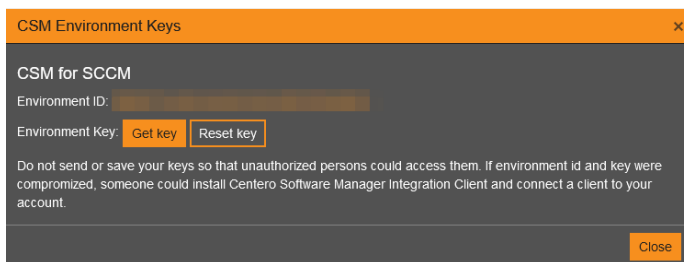 CSM Environment Keys ×
CSM for SCCM
Environment ID:
Environment Key: Get key Reset key
Do not send or save your keys so that unauthorized persons could access them. If environment id and key were
compromized, someone could install Centero Software Manager Integration Client and connect a client to your
account.
Close